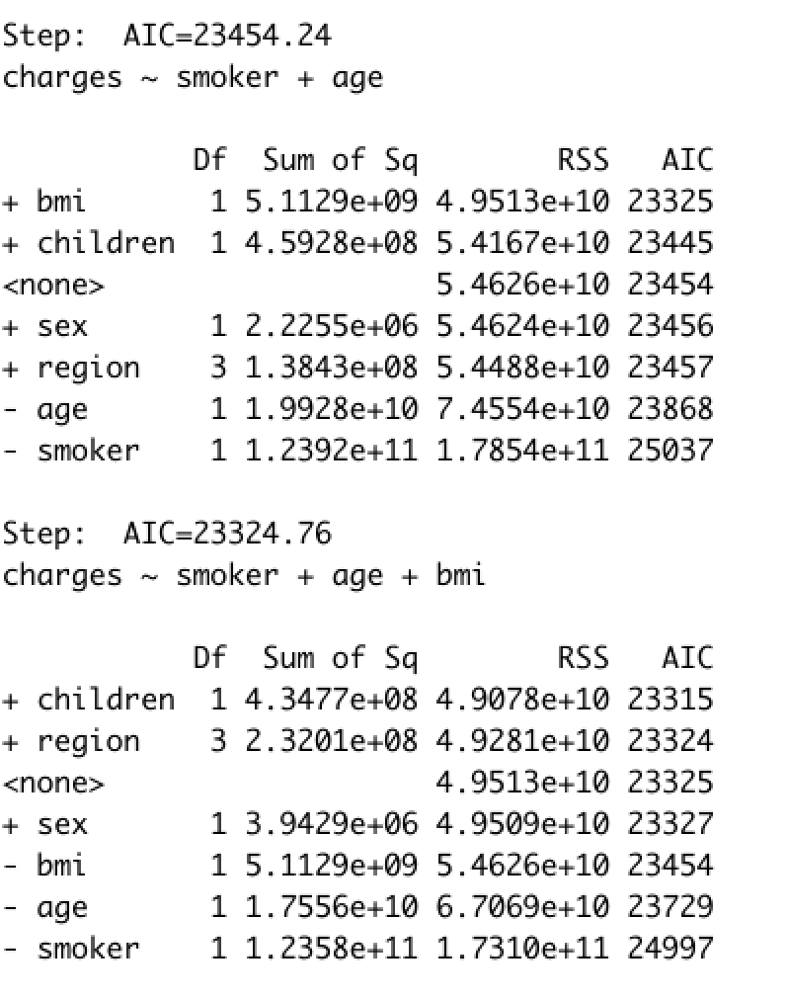 Step:  AIC=23454.24
charges ~ smoker + age
           Df  Sum of Sq        RSS   AIC
+ bmi       1 5.1129e+09 4.9513e+10 23325
+ children  1 4.5928e+08 5.4167e+10 23445
<none>                   5.4626e+10 23454
+ sex       1 2.2255e+06 5.4624e+10 23456
+ region    3 1.3843e+08 5.4488e+10 23457
- age       1 1.9928e+10 7.4554e+10 23868
- smoker    1 1.2392e+11 1.7854e+11 25037
Step:  AIC=23324.76
charges ~ smoker + age + bmi
           Df  Sum of Sq        RSS   AIC
+ children  1 4.3477e+08 4.9078e+10 23315
+ region    3 2.3201e+08 4.9281e+10 23324
<none>                   4.9513e+10 23325
+ sex       1 3.9429e+06 4.9509e+10 23327
- bmi       1 5.1129e+09 5.4626e+10 23454
- age       1 1.7556e+10 6.7069e+10 23729
- smoker    1 1.2358e+11 1.7310e+11 24997